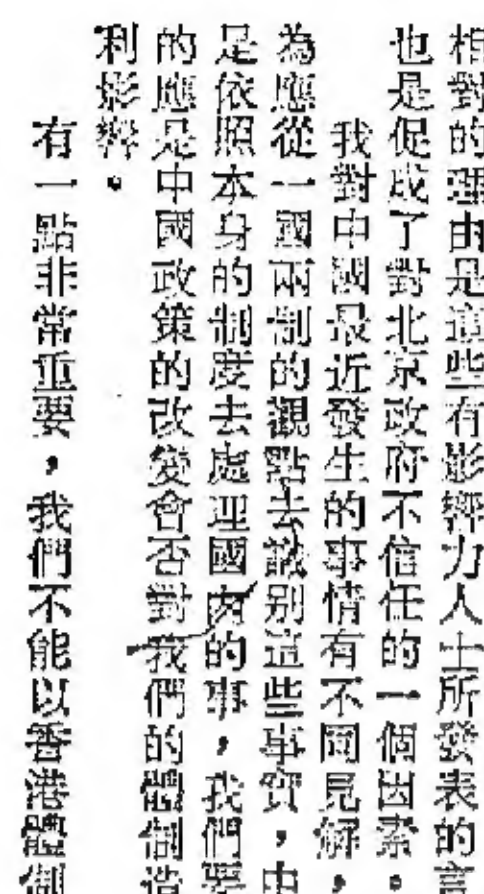 相對的理由是這些有影響力人士所發表的言
也是促成了對北京政府不信任的一個因素。
我對中國最近發生的事情有不同見解，
為應從一國兩制的觀點去識別這些事實，中
是依照本身的制度去處理國內的事，我們要
的應是中國政策的改變會否對我們的體制造
利影響。
有一點非常重要，我們不能以香港體制